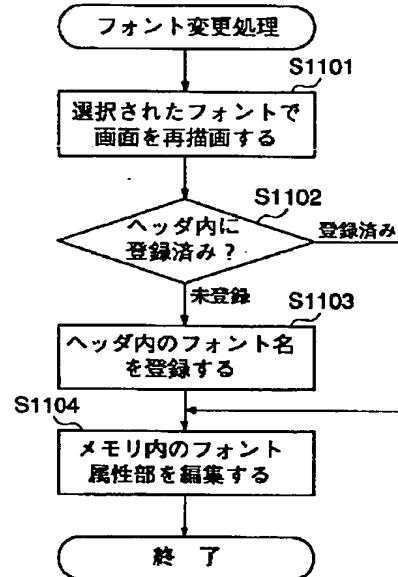 フォント変更処理
S1101
選択されたフォントで
画面を再描画する
S1102
ヘッダ内に
登録済み？
登録済み
未登録
S1103
ヘッダ内のフォント名
を登録する
S1104
メモリ内のフォント
属性部を編集する
終了